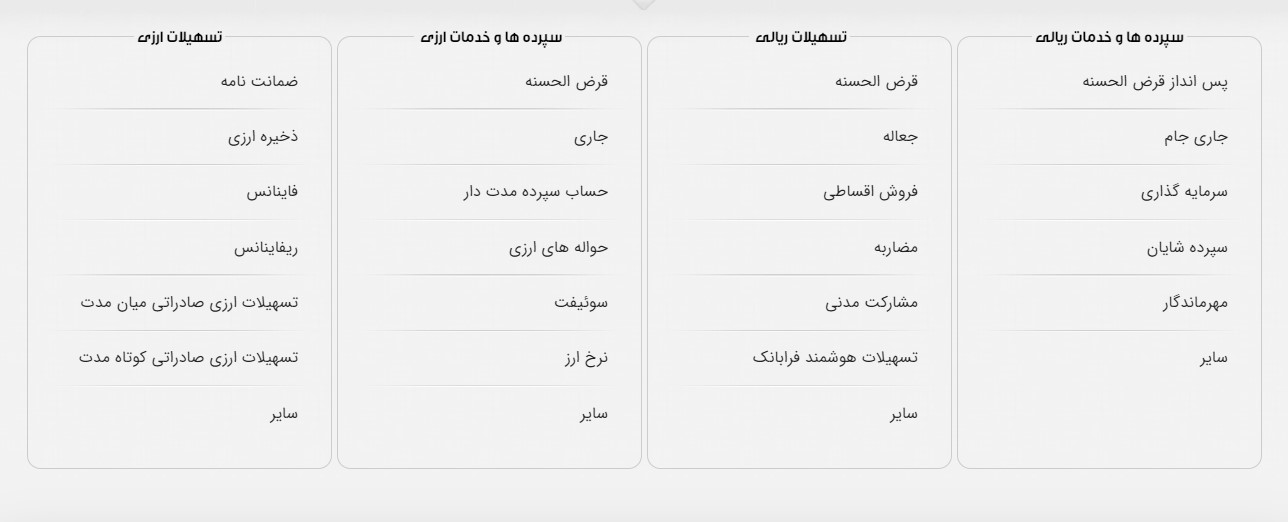 سپرده ها و خدمات ریالی
پس انداز قرض الحسنه
جاری جام
سرمایه گذاری
سپرده شایان
مهرماندگار
سایر
تسهیلات ریالی
قرض الحسنه
جعاله
فروش اقساطی
مضاربه
مشارکت مدنی
تسهیلات هوشمند فرابانک
سایر
سپرده ها و خدمات ارزی
قرض الحسنه
جاری
حساب سپرده مدت دار
حواله های ارزی
سوئیفت
نرخ ارز
سایر
تسهیلات ارزی
ضمانت نامه
ذخیره ارزی
فاینانس
ریفاینانس
تسهیلات ارزی صادراتی میان مدت
تسهیلات ارزی صادراتی کوتاه مدت
سایر